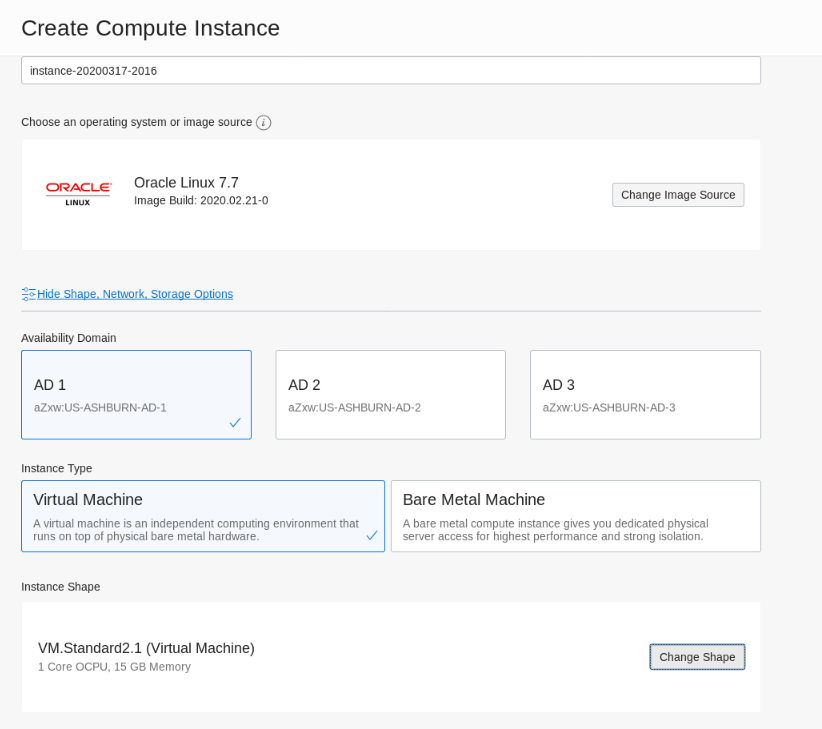 Create Compute Instance
instance-20200317-2016
Choose an operating system or image source i
ORACLE
LINUX
Oracle Linux 7.7
Image Build: 2020.02.21-0
Change Image Source
Hide Shape, Network, Storage Options
Availability Domain
AD 1
aZxw:US-ASHBURN-AD-1
AD 2
aZxw:US-ASHBURN-AD-2
AD 3
aZxw:US-ASHBURN-AD-3
Instance Type
Virtual Machine
A virtual machine is an independent computing environment that
runs on top of physical bare metal hardware.
Bare Metal Machine
A bare metal compute instance gives you dedicated physical
server access for highest performance and strong isolation.
Instance Shape
VM.Standard2.1 (Virtual Machine)
1 Core OCPU, 15 GB Memory
Change Shape